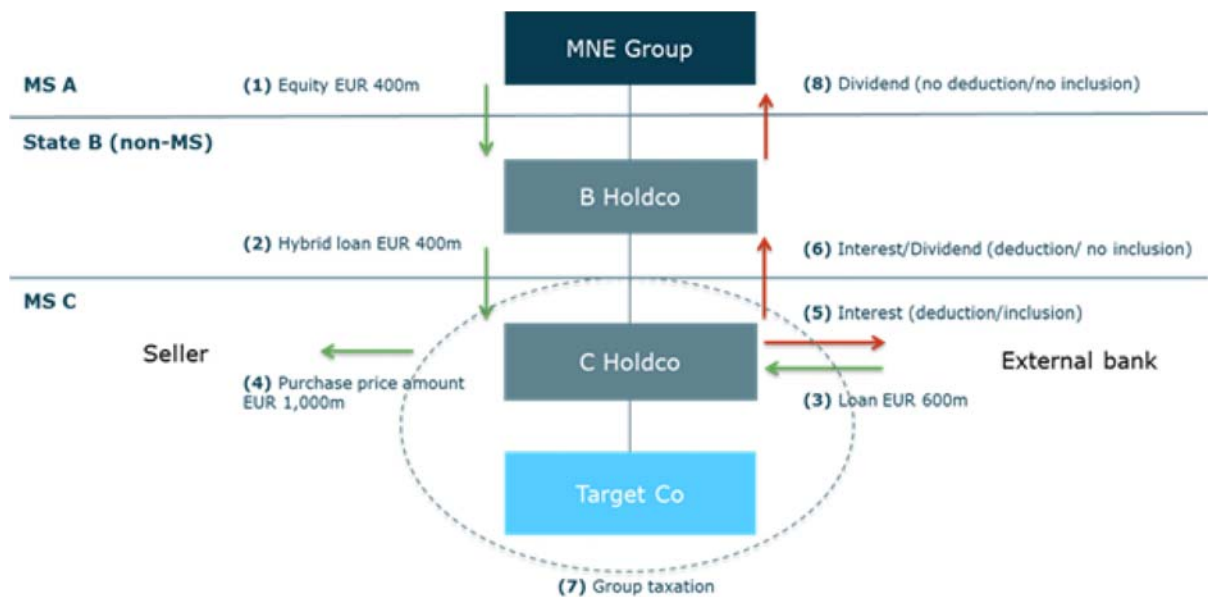 MNE Group
MS A
(1) Equity EUR 400m
(8) Dividend (no deduction/no inclusion)
State B (non-MS)
B Holdco
(2) Hybrid loan EUR 400m
(6) Interest/Dividend (deduction/ no inclusion)
MS C
(5) Interest (deduction/inclusion)
Seller
C Holdco
External bank
(4) Purchase price amount
EUR 1,000m
(3) Loan EUR 600m
Target Co
(7) Group taxation